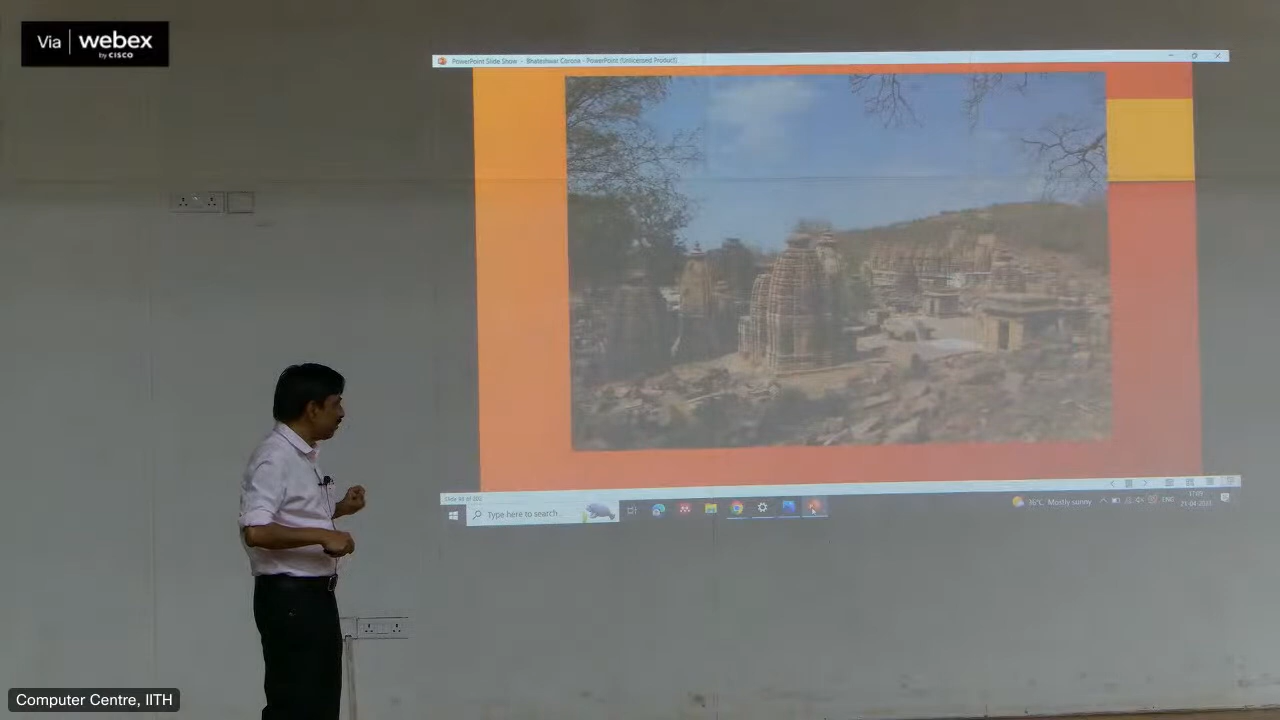 Via webex
by CISCO
PowerPoint Slide Show - Bhateshwar Corona - PowerPoint (Unlicensed Product)
Type here to search
36°C Mostly sunny
ENG
Computer Centre, IITH